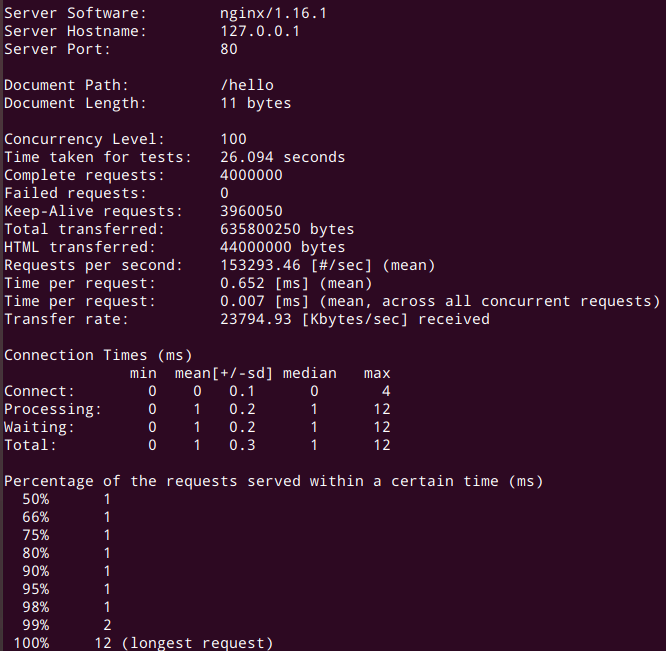 Server Software:        nginx/1.16.1
Server Hostname:        127.0.0.1
Server Port:            80

Document Path:          /hello
Document Length:        11 bytes

Concurrency Level:      100
Time taken for tests:   26.094 seconds
Complete requests:      4000000
Failed requests:        0
Keep-Alive requests:    3960050
Total transferred:      635800250 bytes
HTML transferred:       44000000 bytes
Requests per second:    153293.46 [#/sec] (mean)
Time per request:       0.652 [ms] (mean)
Time per request:       0.007 [ms] (mean, across all concurrent requests)
Transfer rate:          23794.93 [Kbytes/sec] received

Connection Times (ms)
              min  mean[+/-sd] median   max
Connect:        0    0   0.1      0       4
Processing:     0    1   0.2      1      12
Waiting:        0    1   0.2      1      12
Total:          0    1   0.3      1      12

Percentage of the requests served within a certain time (ms)
  50%      1
  66%      1
  75%      1
  80%      1
  90%      1
  95%      1
  98%      1
  99%      2
 100%     12 (longest request)